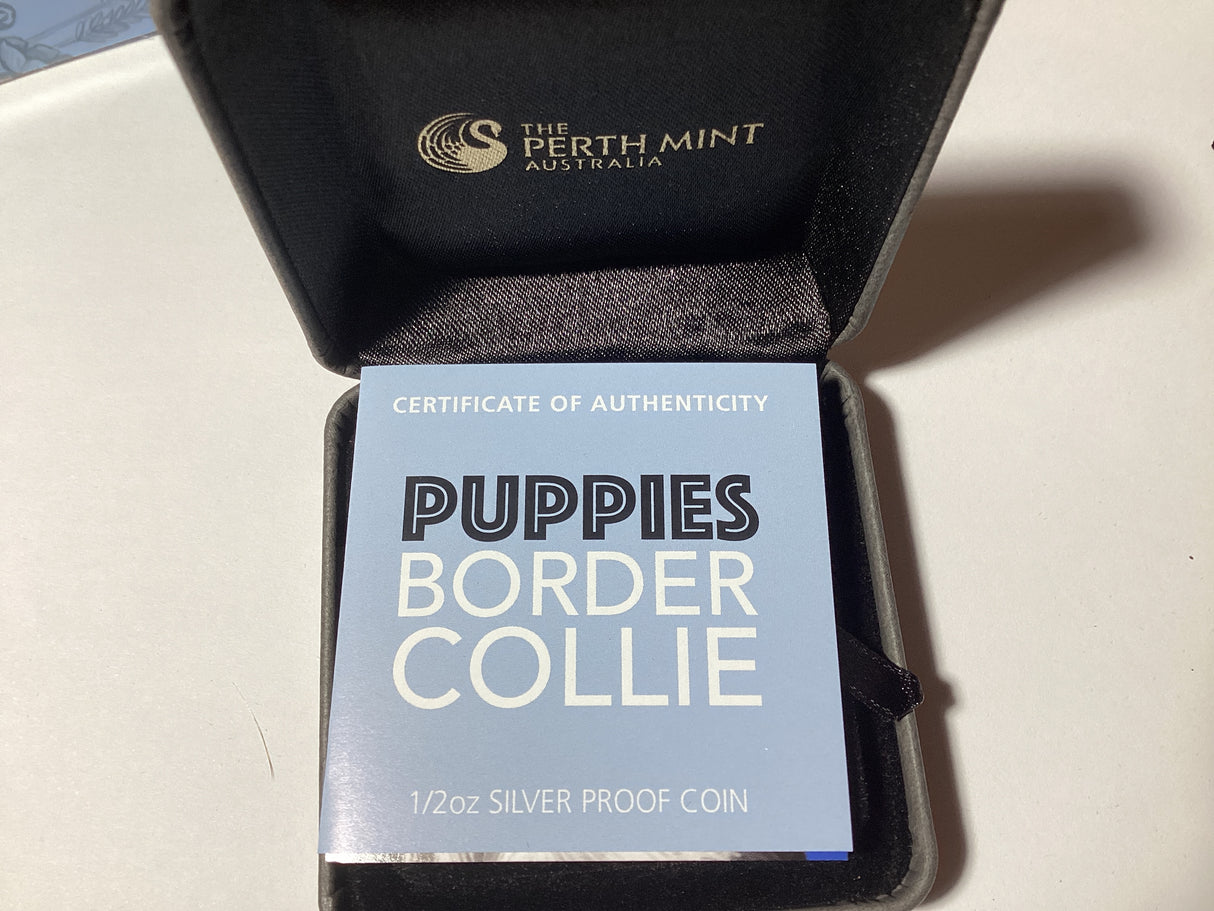 THE
PERTH MINT
AUSTRALIA
CERTIFICATE OF AUTHENTICITY
PUPPIES
BORDER
COLLIE
1/2oz SILVER PROOF COIN